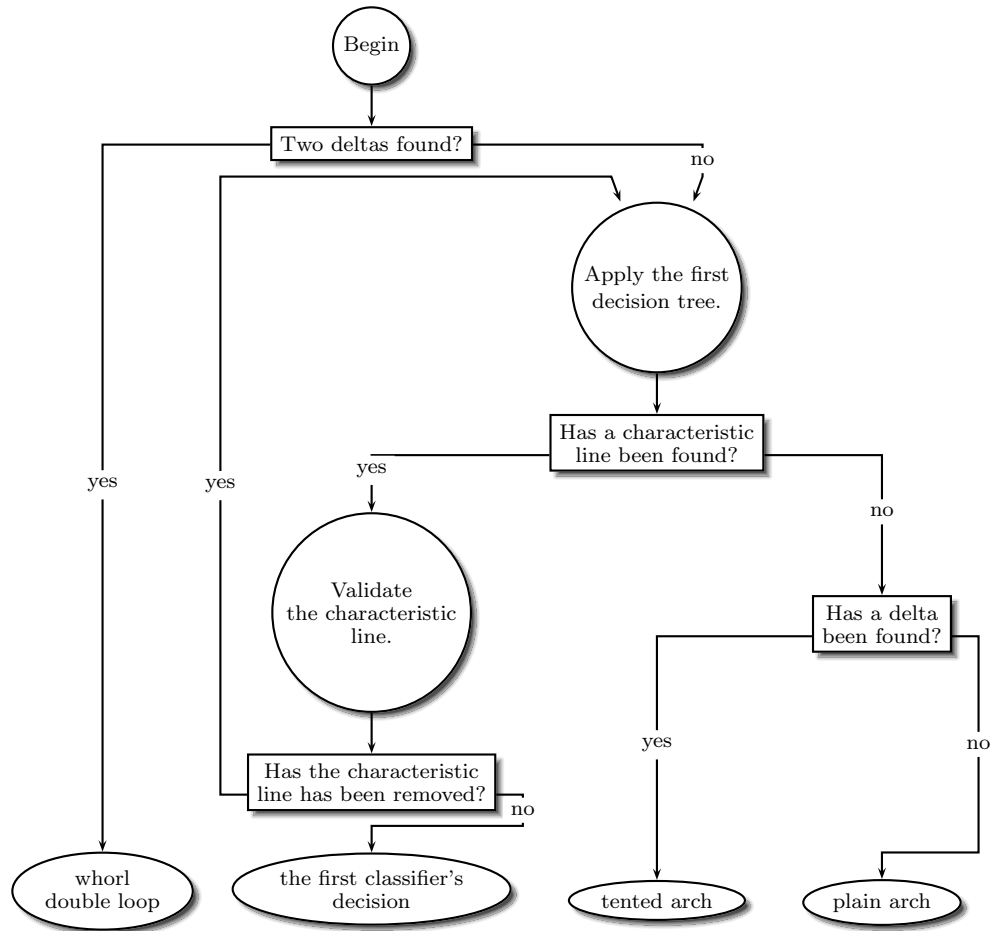 Begin
Two deltas found?
no
Apply the first
decision tree.
Has a characteristic
line been found?
yes
yes
yes
no
Validate
the characteristic
line.
Has a delta
been found?
yes
no
Has the characteristic
line has been removed?
no
whorl
double loop
the first classifier's
decision
tented arch
plain arch